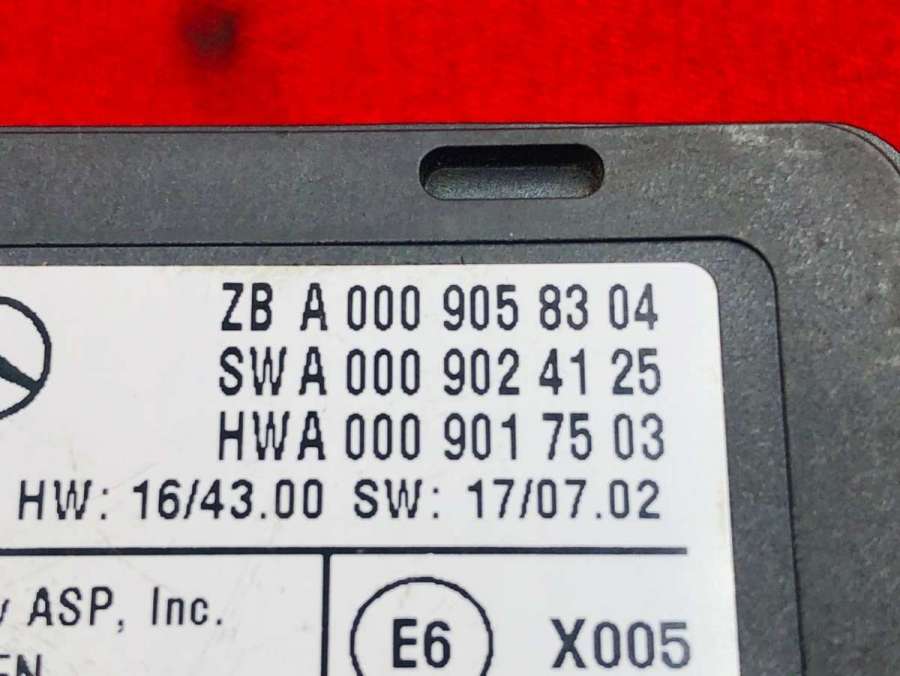 ZB A 000 905 83 04
SW A 000 902 41 25
HW A 000 901 75 03
HW: 16/43.00 SW: 17/07.02
ASP, Inc.
E6 X005